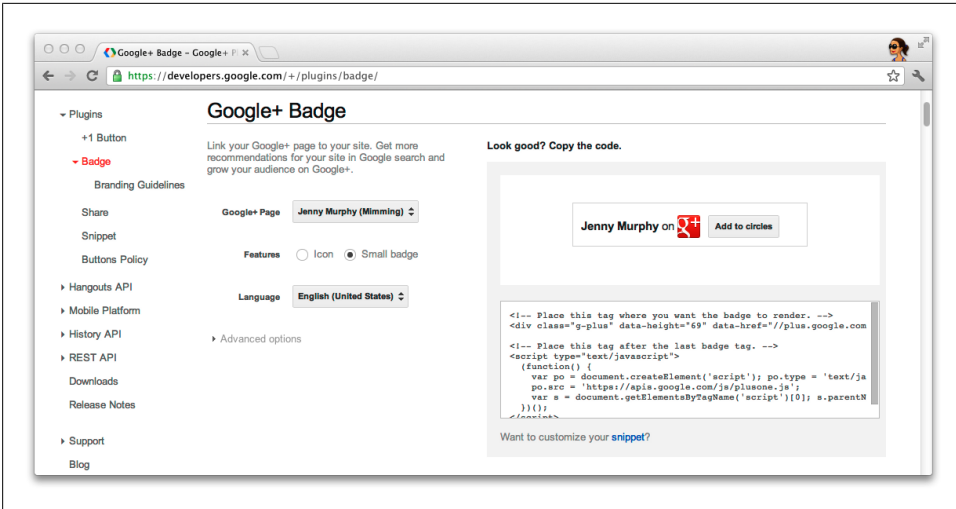 Google+ Badge - Google+ Pl
https://developers.google.com/+/plugins/badge/
Plugins
+1 Button
Badge
Branding Guidelines
Share
Snippet
Buttons Policy
Hangouts API
Mobile Platform
History API
REST API
Downloads
Release Notes
Support
Blog
Google+ Badge
Link your Google+ page to your site. Get more
recommendations for your site in Google search and
grow your audience on Google+.
Google+ Page Jenny Murphy (Mimming)
Features Icon Small badge
Language English (United States)
Advanced options
Look good? Copy the code.
Jenny Murphy on g+ Add to circles
<!-- Place this tag where you want the badge to render. -->
<div class="g-plus" data-height="69" data-href="//plus.google.com
<!-- Place this tag after the last badge tag. -->
<script type="text/javascript">
(function() {
var po = document.createElement('script'); po.type = 'text/ja
po.src = 'https://apis.google.com/js/plusone.js';
var s = document.getElementsByTagName('script')[0]; s.parentN
})();
</script>
Want to customize your snippet?